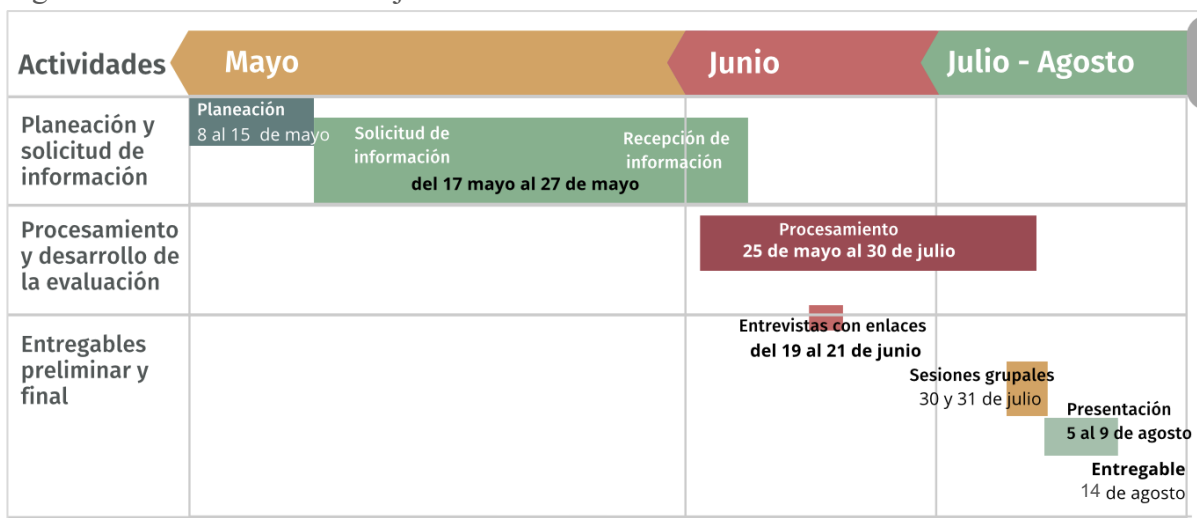 Actividades
Mayo
Junio
Julio - Agosto
Planeación y
solicitud de
información
Planeación
8 al 15 de mayo
Solicitud de
información
Recepción de
información
del 17 mayo al 27 de mayo
Procesamiento
y desarrollo de
la evaluación
Procesamiento
25 de mayo al 30 de julio
Entregables
preliminar y
final
Entrevistas con enlaces
del 19 al 21 de junio
Sesiones grupales
30 y 31 de julio
Presentación
5 al 9 de agosto
Entregable
14 de agosto